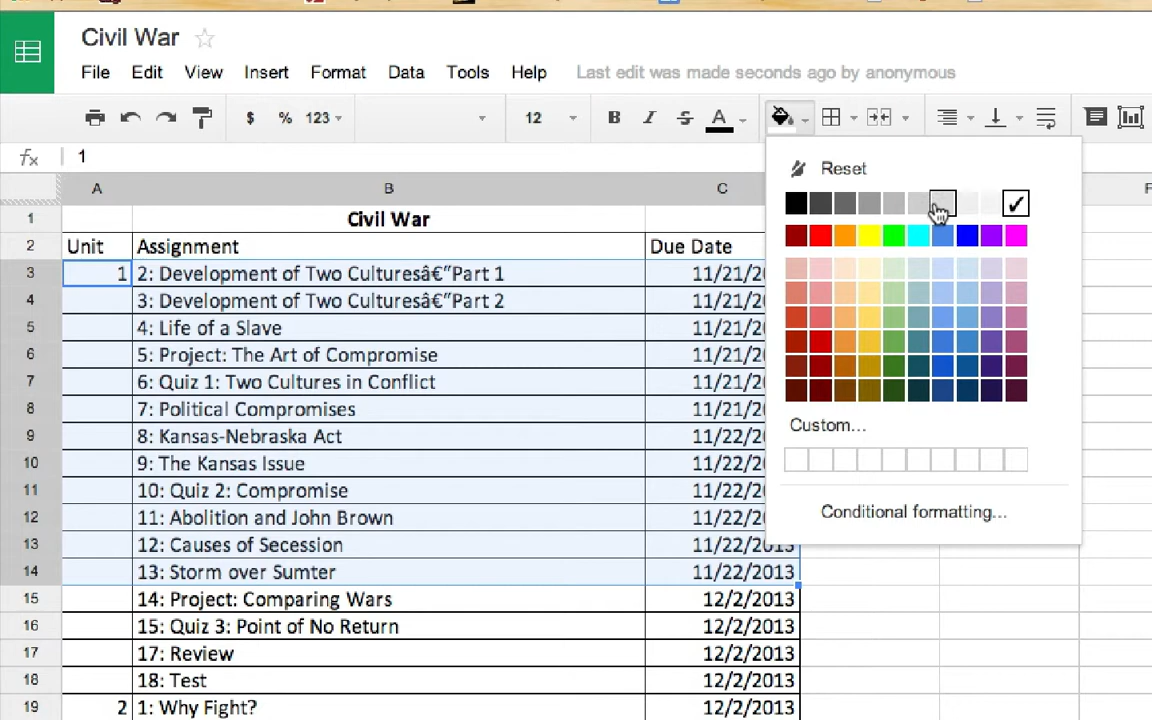 Civil War
File Edit View Insert Format Data Tools Help Last edit was made seconds ago by anonymous
$ % 123 12 B I S A
fx 1
Reset
A B C F
1 Civil War
2 Unit Assignment Due Date
3 1 2: Development of Two Culturesâ€”Part 1 11/21/20
4 3: Development of Two Culturesâ€”Part 2 11/21/20
5 4: Life of a Slave 11/21/20
6 5: Project: The Art of Compromise 11/21/20
7 6: Quiz 1: Two Cultures in Conflict 11/21/20
8 7: Political Compromises 11/21/20
9 8: Kansas-Nebraska Act 11/22/20
Custom...
10 9: The Kansas Issue 11/22/20
11 10: Quiz 2: Compromise 11/22/20
12 11: Abolition and John Brown 11/22/20
Conditional formatting...
13 12: Causes of Secession 11/22/2013
14 13: Storm over Sumter 11/22/2013
15 14: Project: Comparing Wars 12/2/2013
16 15: Quiz 3: Point of No Return 12/2/2013
17 17: Review 12/2/2013
18 18: Test 12/2/2013
19 2 1: Why Fight? 12/2/2013